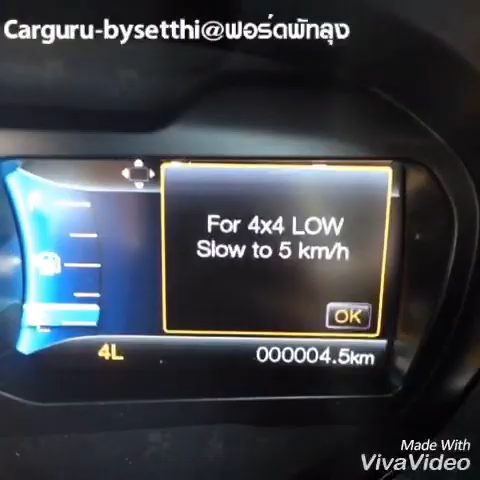 Carguru-bysetthi@ฟอร์ดพัทลุง
For 4x4 LOW
Slow to 5 km/h
OK
4L
000004.5km
Made With
VivaVideo